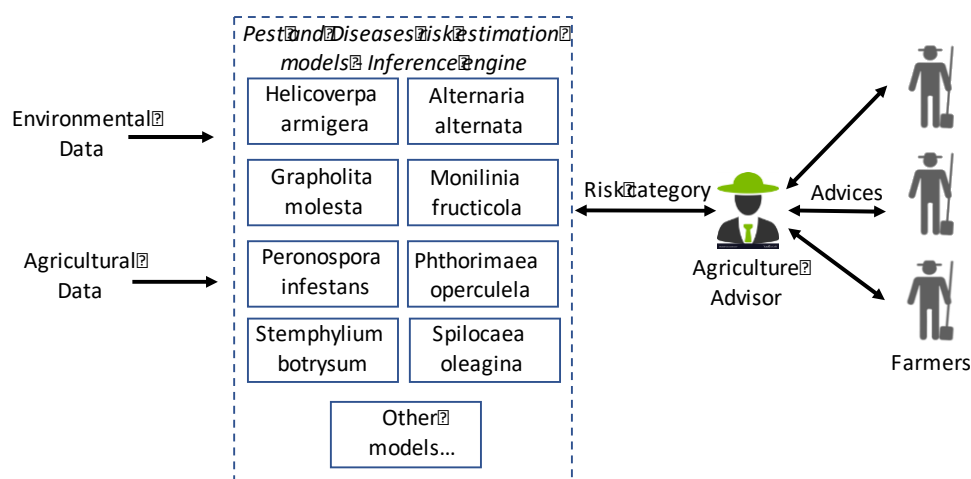 Pest and Diseases risk estimation
models - Inference engine
Environmental
Data
Agricultural
Data
Helicoverpa
armigera
Alternaria
alternata
Grapholita
molesta
Monilinia
fructicola
Peronospora
infestans
Phthorimaea
operculela
Stemphylium
botrysum
Spilocaea
oleagina
Other
models...
Risk category
Agriculture
Advisor
Advices
Farmers